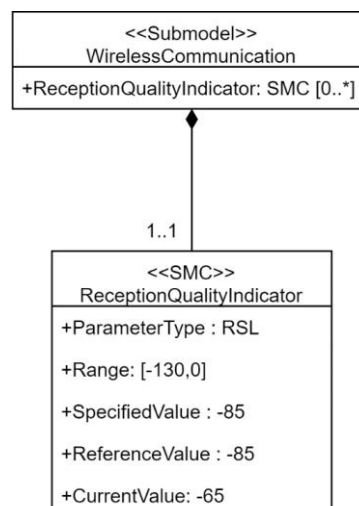 <<Submodel>>
WirelessCommunication
+ReceptionQualityIndicator: SMC [0..*]
1..1
<<SMC>>
ReceptionQualityIndicator
+ParameterType : RSL
+Range: [-130,0]
+SpecifiedValue : -85
+ReferenceValue : -85
+CurrentValue: -65